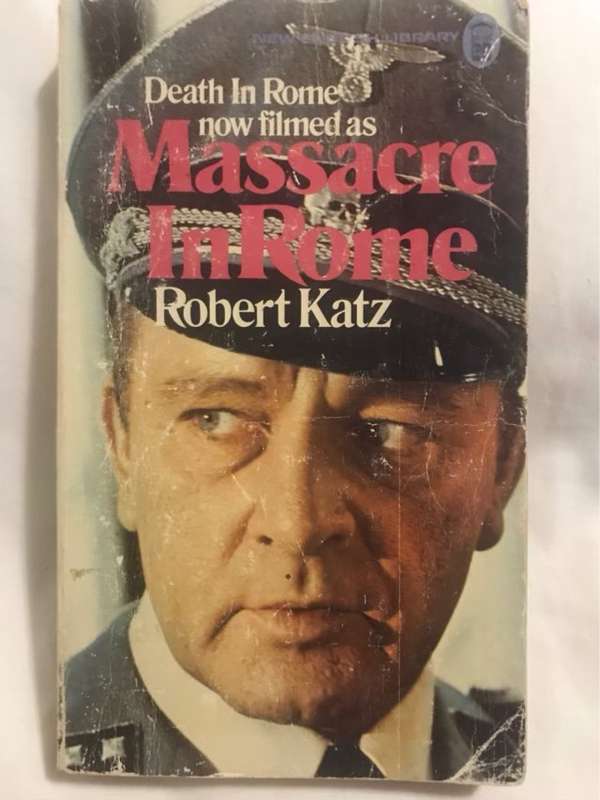 NEW ENGLISH LIBRARY
Death In Rome
now filmed as
Massacre
In Rome
Robert Katz